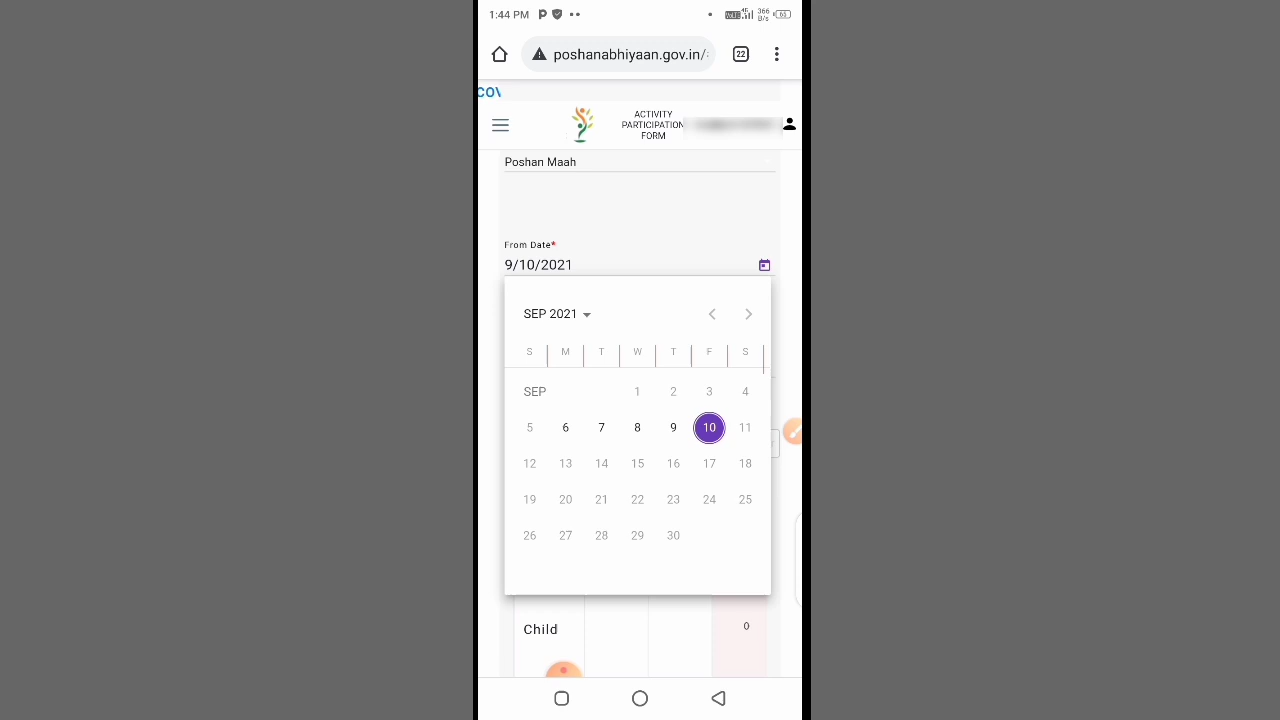 1:44 PM
366
B/s
65
poshanabhiyaan.gov.in/
22
COV
ACTIVITY
PARTICIPATION
FORM
Poshan Maah
From Date*
9/10/2021
SEP 2021
S M T W T F S
SEP 1 2 3 4
5 6 7 8 9 10 11
12 13 14 15 16 17 18
19 20 21 22 23 24 25
26 27 28 29 30
Child 0